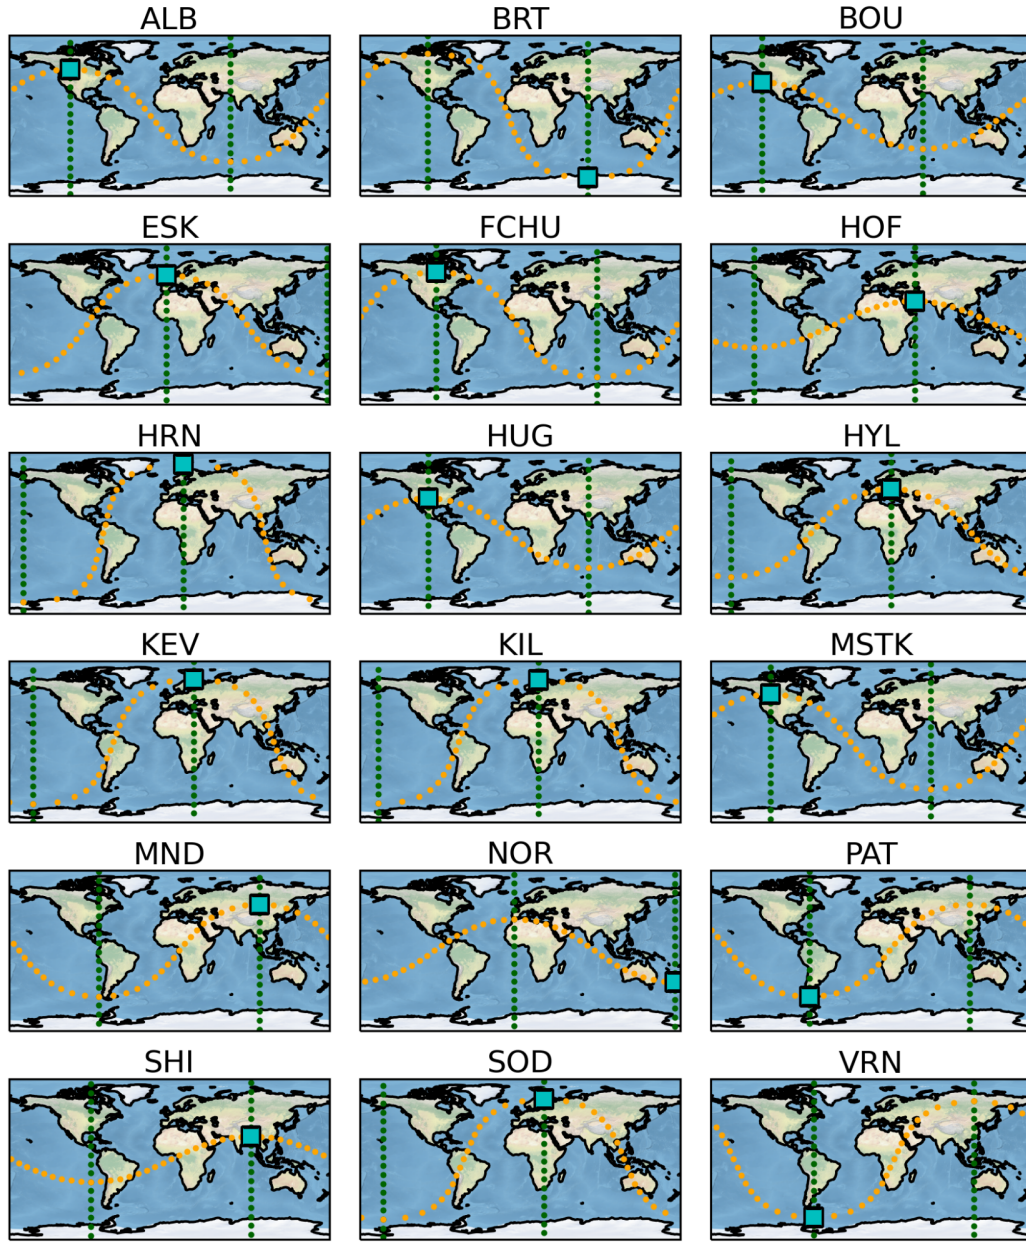 ALB BRT BOU
ESK FCHU HOF
HRN HUG HYL
KEV KIL MSTK
MND NOR PAT
SHI SOD VRN